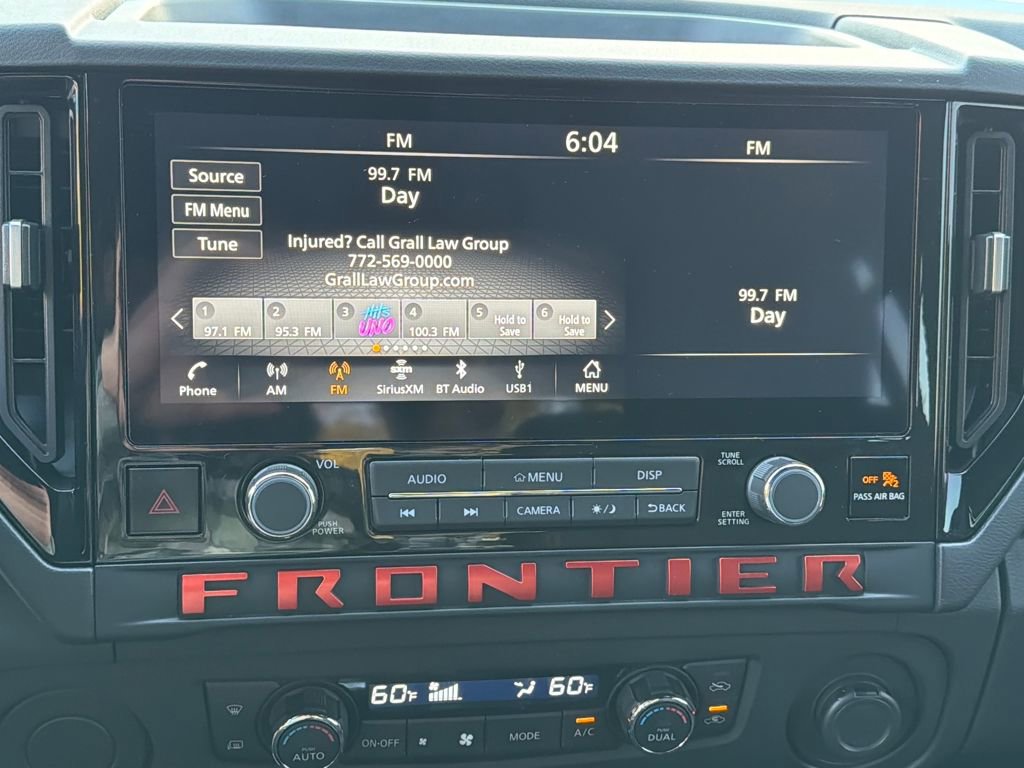 FM 6:04 FM
Source
99.7 FM
Day
FM Menu
Tune
Injured? Call Grall Law Group
772-569-0000
GrallLawGroup.com
99.7 FM
Day
1 97.1 FM
2 95.3 FM
3 Hits UNO
4 100.3 FM
5 Hold to Save
6 Hold to Save
Phone
AM
FM
sxm SiriusXM
BT Audio
USB1
MENU
VOL
PUSH POWER
AUDIO
MENU
DISP
CAMERA
BACK
TUNE SCROLL
ENTER SETTING
OFF 2
PASS AIR BAG
FRONTIER
60°F
60°F
PUSH AUTO
ON·OFF
MODE
A/C
PUSH DUAL